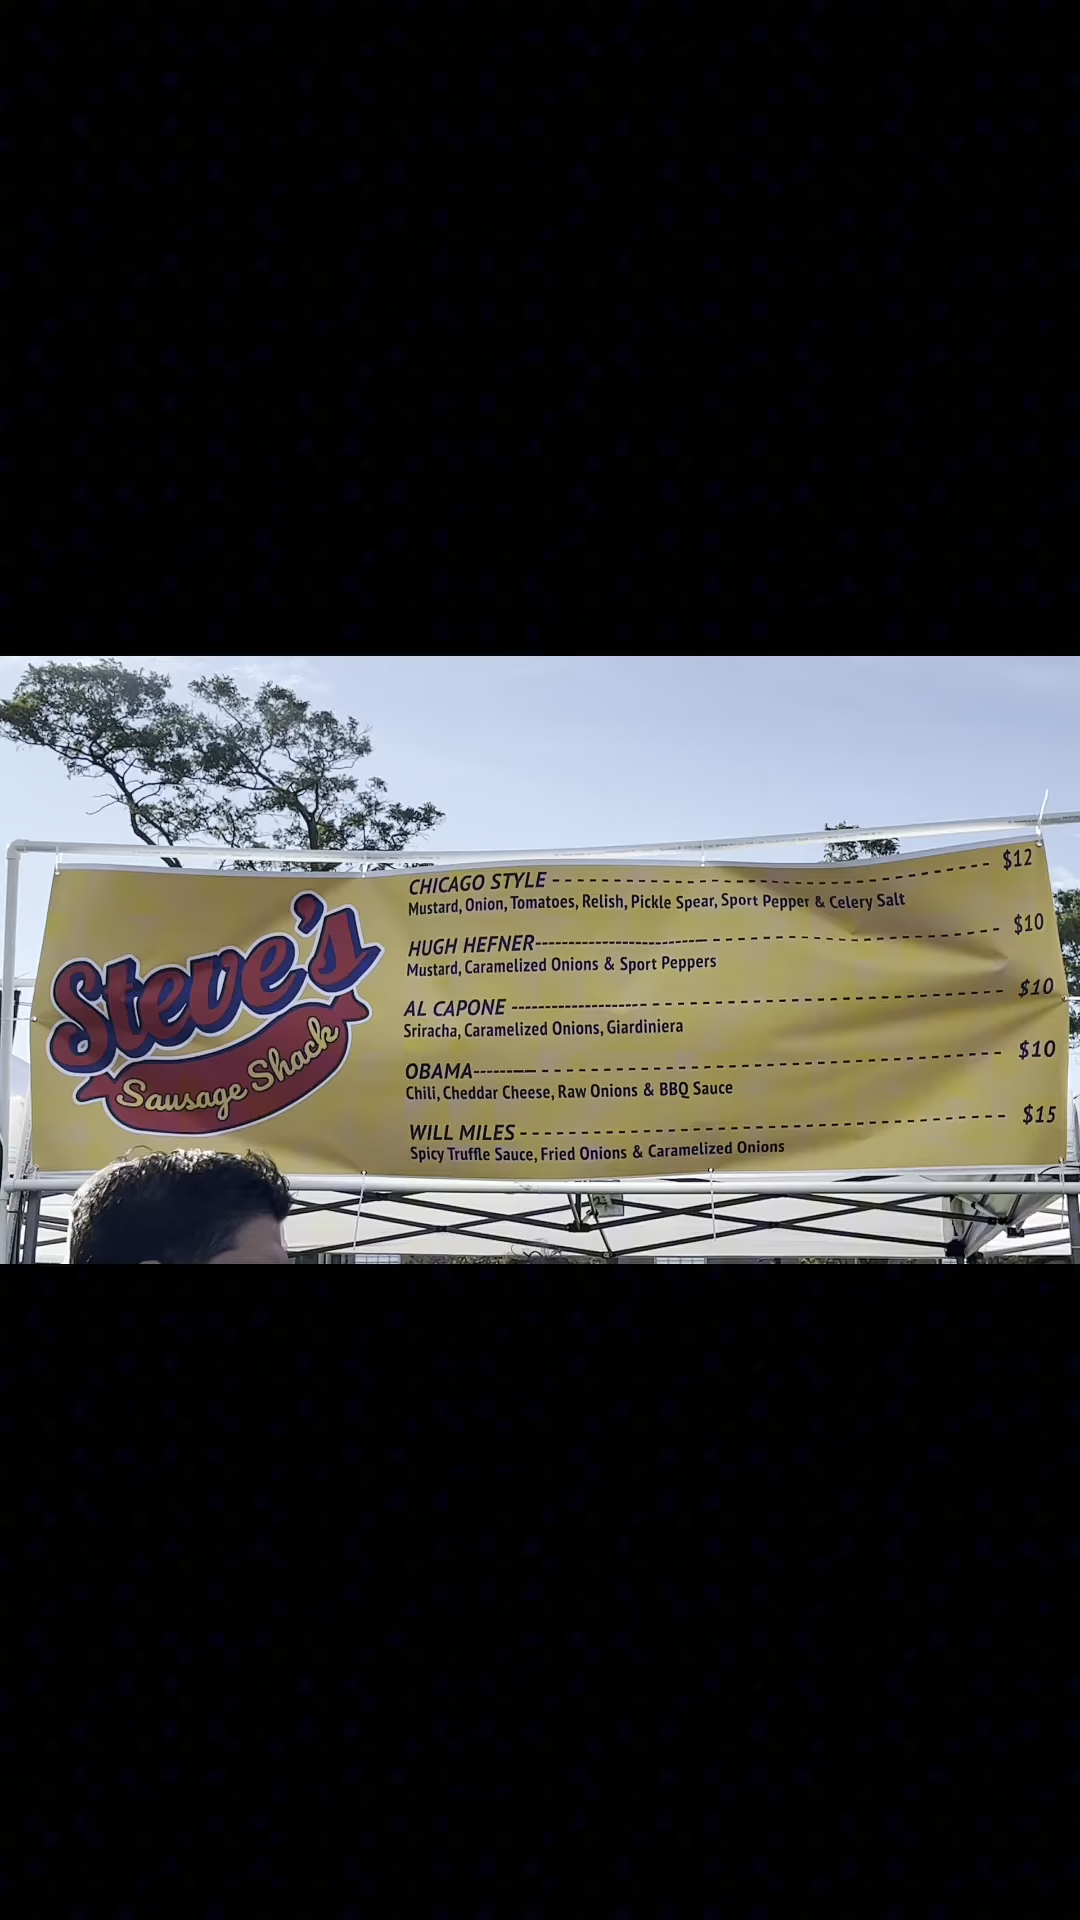 Steve's
Sausage Shack
CHICAGO STYLE - - - - - - - - - - - - - - - - - - - - - - - - - - - - - - $12
Mustard, Onion, Tomatoes, Relish, Pickle Spear, Sport Pepper & Celery Salt
HUGH HEFNER - - - - - - - - - - - - - - - - - - - - - - - - - - - - - - $10
Mustard, Caramelized Onions & Sport Peppers
AL CAPONE - - - - - - - - - - - - - - - - - - - - - - - - - - - - - - $10
Sriracha, Caramelized Onions, Giardiniera
OBAMA - - - - - - - - - - - - - - - - - - - - - - - - - - - - - - $10
Chili, Cheddar Cheese, Raw Onions & BBQ Sauce
WILL MILES - - - - - - - - - - - - - - - - - - - - - - - - - - - - - - $15
Spicy Truffle Sauce, Fried Onions & Caramelized Onions